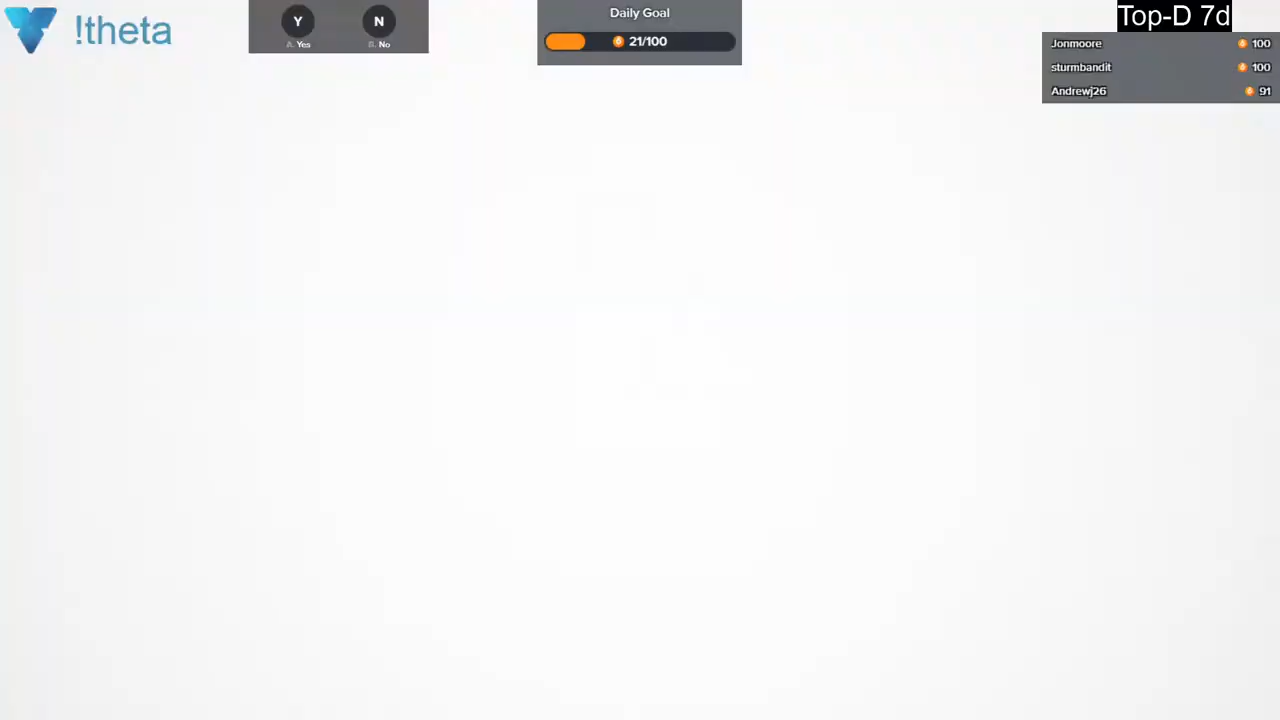 !theta
Y N
A. Yes B. No
Daily Goal
21/100
Top-D 7d
Jonmoore 100
sturmbandit 100
Andrewj26 91